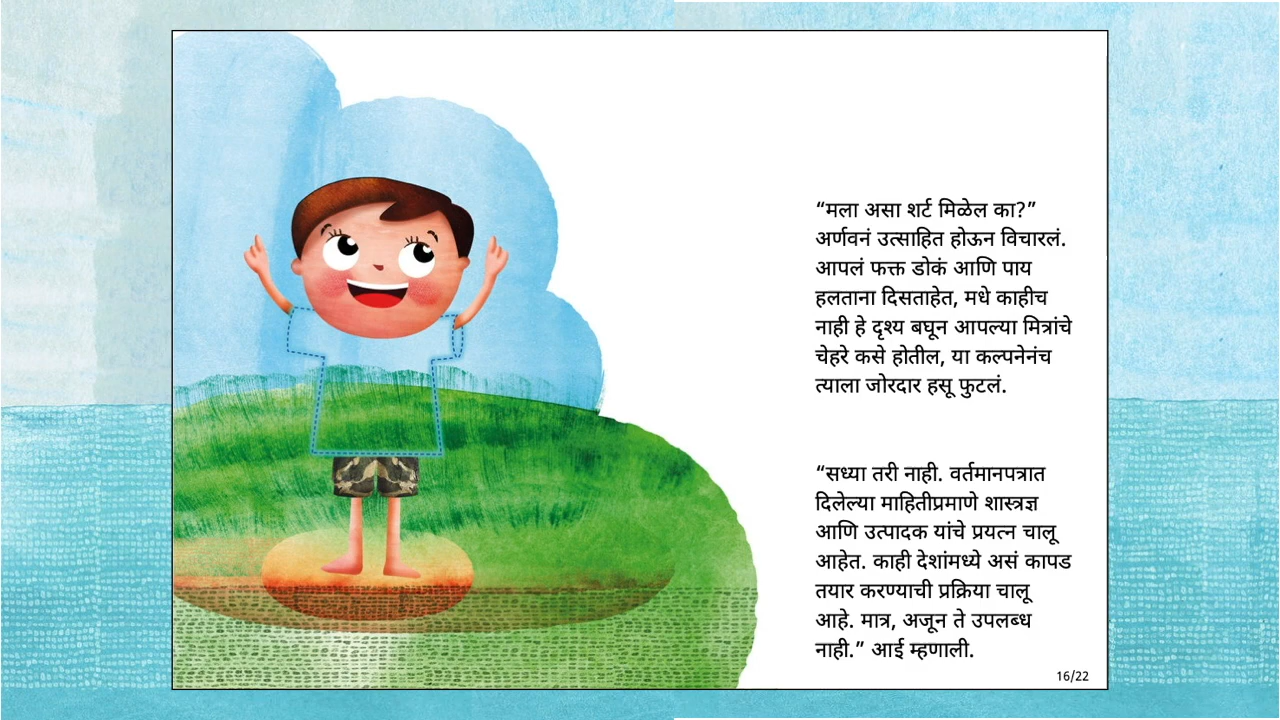 “मला असा शर्ट मिळेल का?”
अर्णवनं उत्साहित होऊन विचारलं.
आपलं फक्त डोकं आणि पाय
हलताना दिसताहेत, मधे काहीच
नाही हे दृश्य बघून आपल्या मित्रांचे
चेहरे कसे होतील, या कल्पनेनंच
त्याला जोरदार हसू फुटलं.
“सध्या तरी नाही. वर्तमानपत्रात
दिलेल्या माहितीप्रमाणे शास्त्रज्ञ
आणि उत्पादक यांचे प्रयत्न चालू
आहेत. काही देशांमध्ये असं कापड
तयार करण्याची प्रक्रिया चालू
आहे. मात्र, अजून ते उपलब्ध
नाही.” आई म्हणाली.
16/22